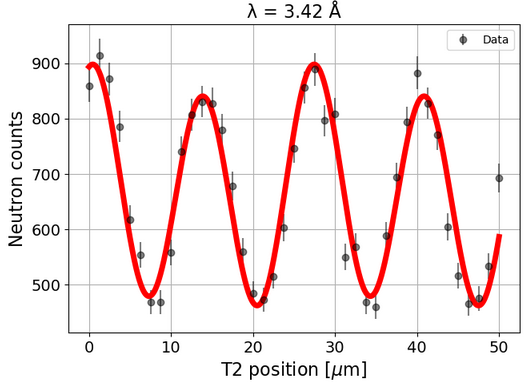 λ = 3.42 Å
Data
900
800
700
600
500
Neutron counts
0 10 20 30 40 50
T2 position [μm]